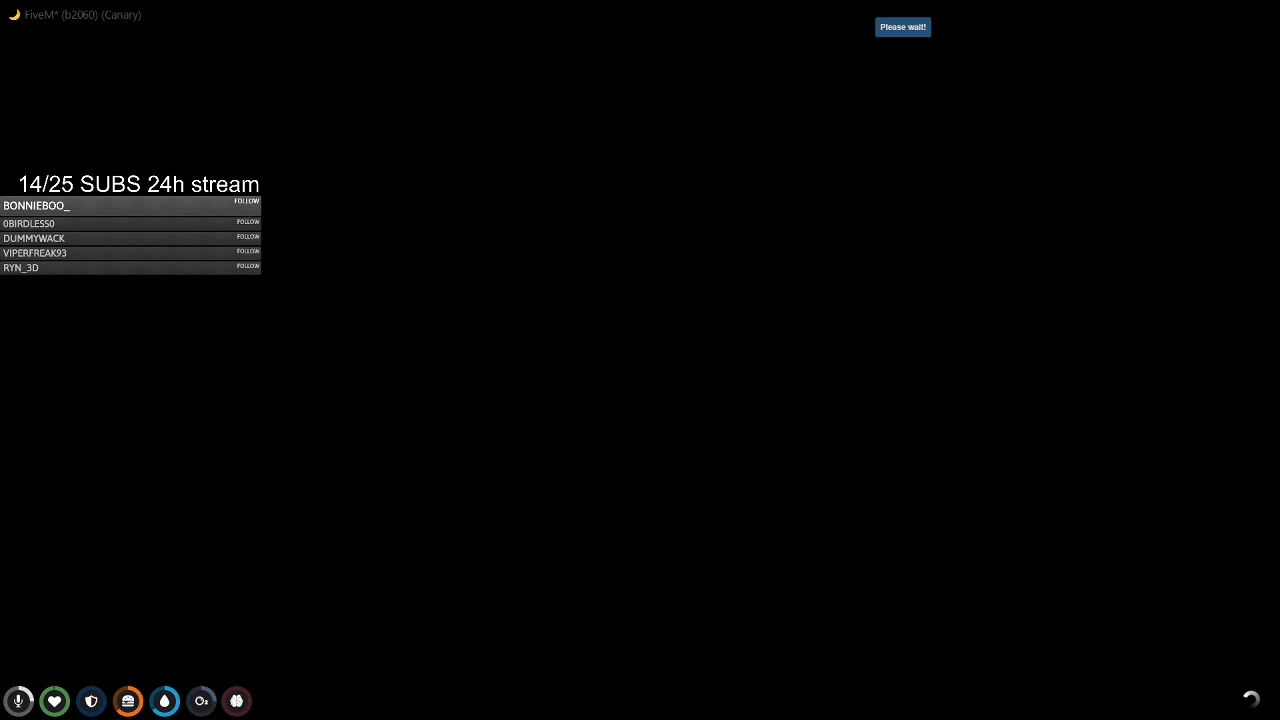 FiveM* (b2060) (Canary)
Please wait!
14/25 SUBS 24h stream
BONNIEBOO_ FOLLOW
0BIRDLESS0 FOLLOW
DUMMYWACK FOLLOW
VIPERFREAK93 FOLLOW
RYN_3D FOLLOW
O₂